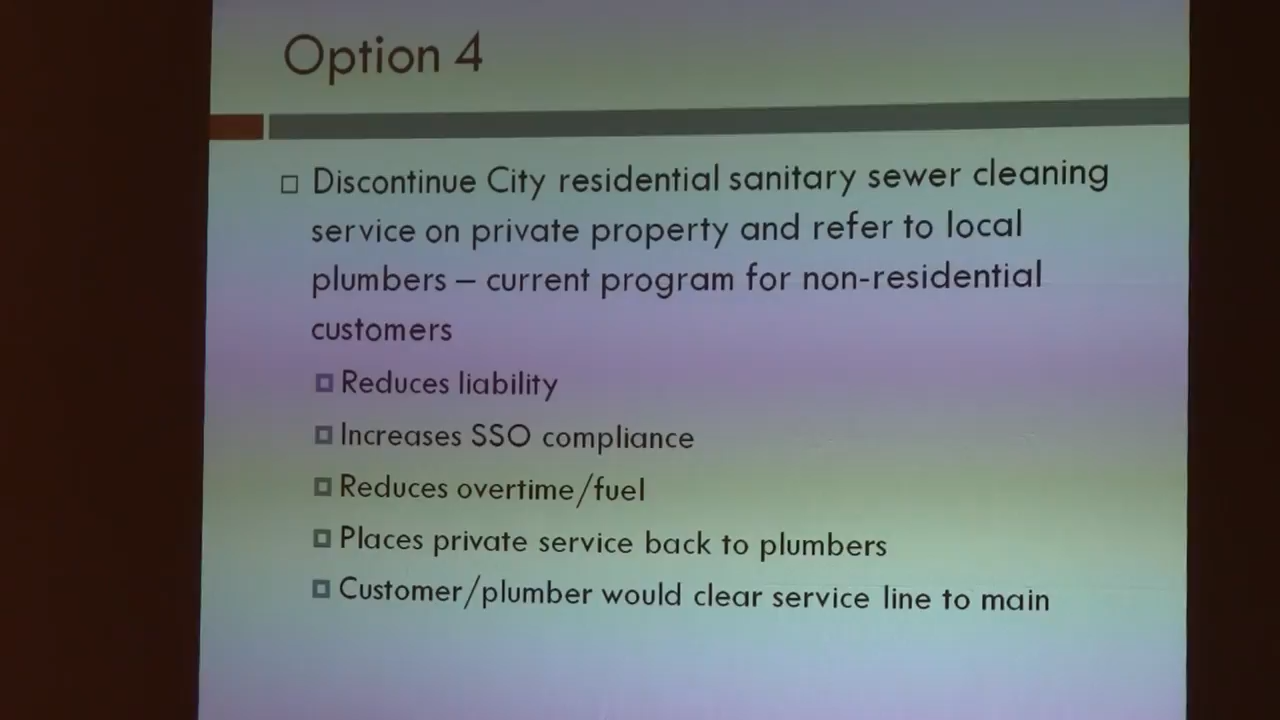 Option 4
Discontinue City residential sanitary sewer cleaning
service on private property and refer to local
plumbers – current program for non-residential
customers
Reduces liability
Increases SSO compliance
Reduces overtime/fuel
Places private service back to plumbers
Customer/plumber would clear service line to main